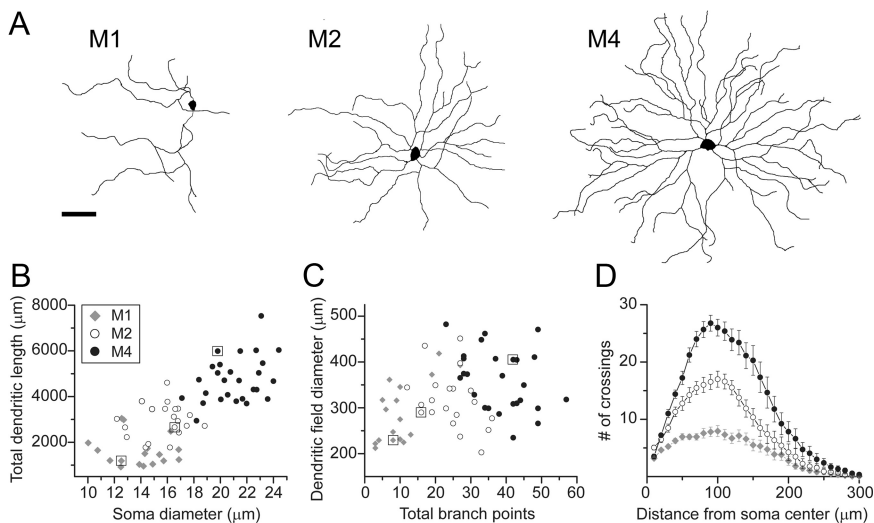 A
M1
M2
M4
B
Total dendritic length (µm)
8000
6000
4000
2000
M1
M2
M4
10 12 14 16 18 20 22 24
Soma diameter (µm)
C
Dendritic field diameter (µm)
500
400
300
200
0 10 20 30 40 50 60
Total branch points
D
# of crossings
30
20
10
0 100 200 300
Distance from soma center (µm)